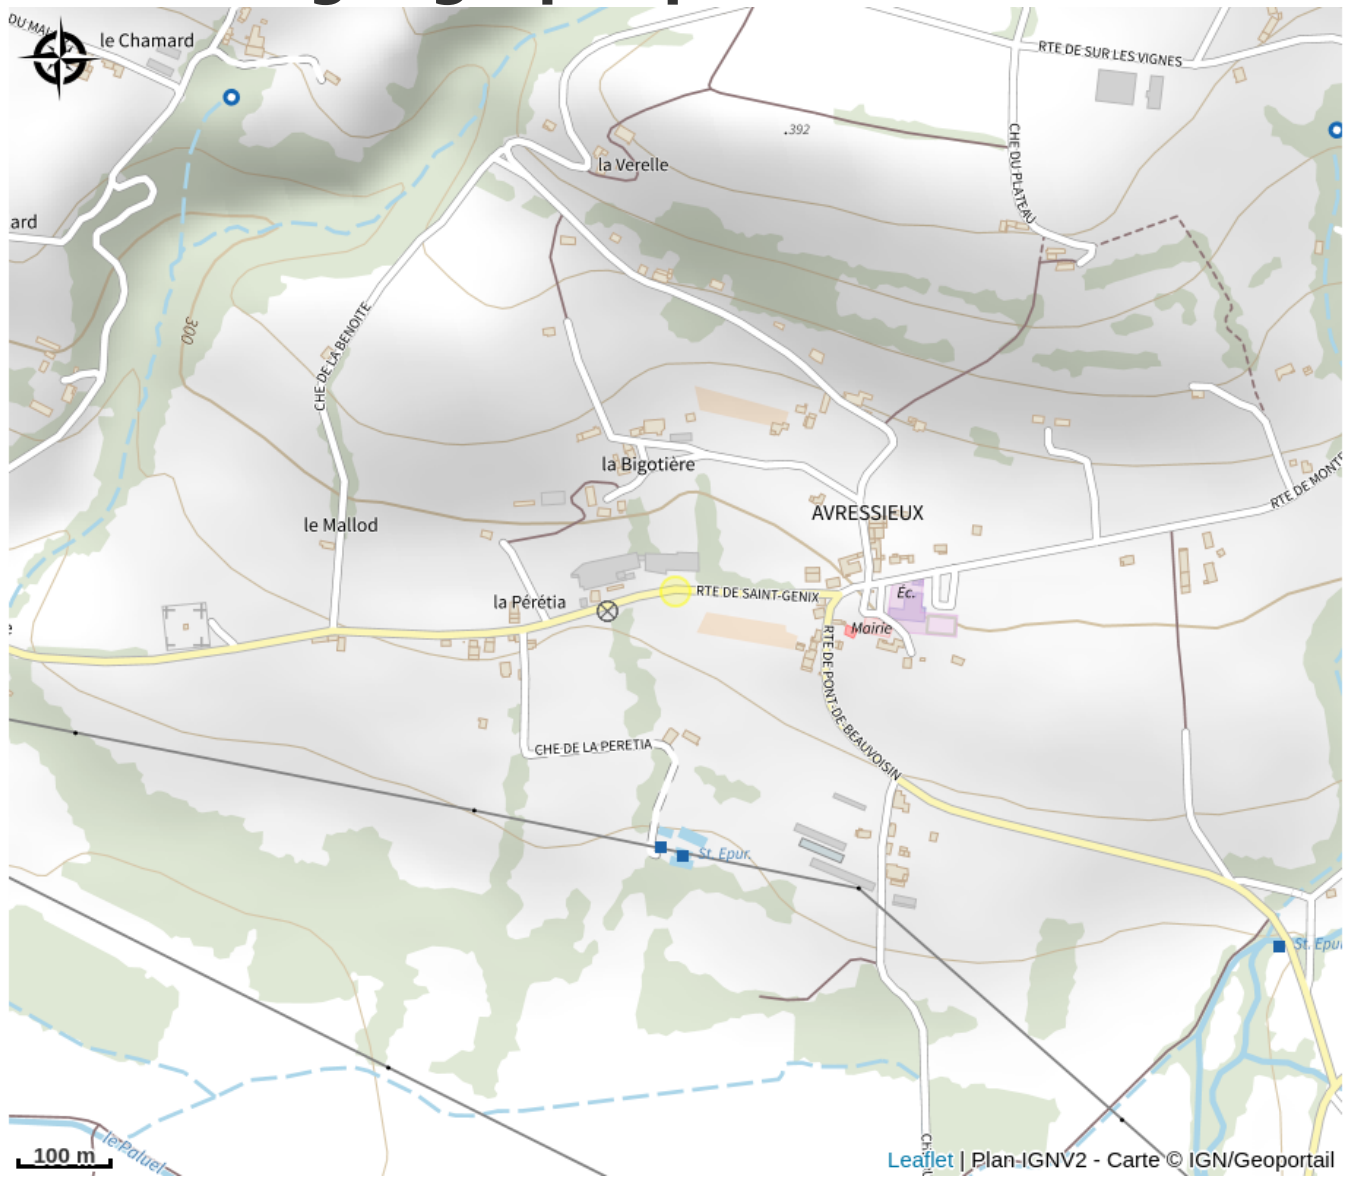 DU MAL
le Chamard
RTE DE SUR LES VIGNES
.392
CHE DU PLATEAU
la Verelle
ard
300
CHE DE LA BENOITE
la Bigotière
RTE DE MONTE
AVRESSIEUX
le Mallod
la Pérétia
RTE DE SAINT-GENIX
Éc.
Mairie
e
RTE DE PONT-DE-BEAUVOISIN
CHE DE LA PERETIA
St. Epur.
St. Epu
le Paluel
100 m
Leaflet | Plan IGNV2 - Carte © IGN/Geoportail